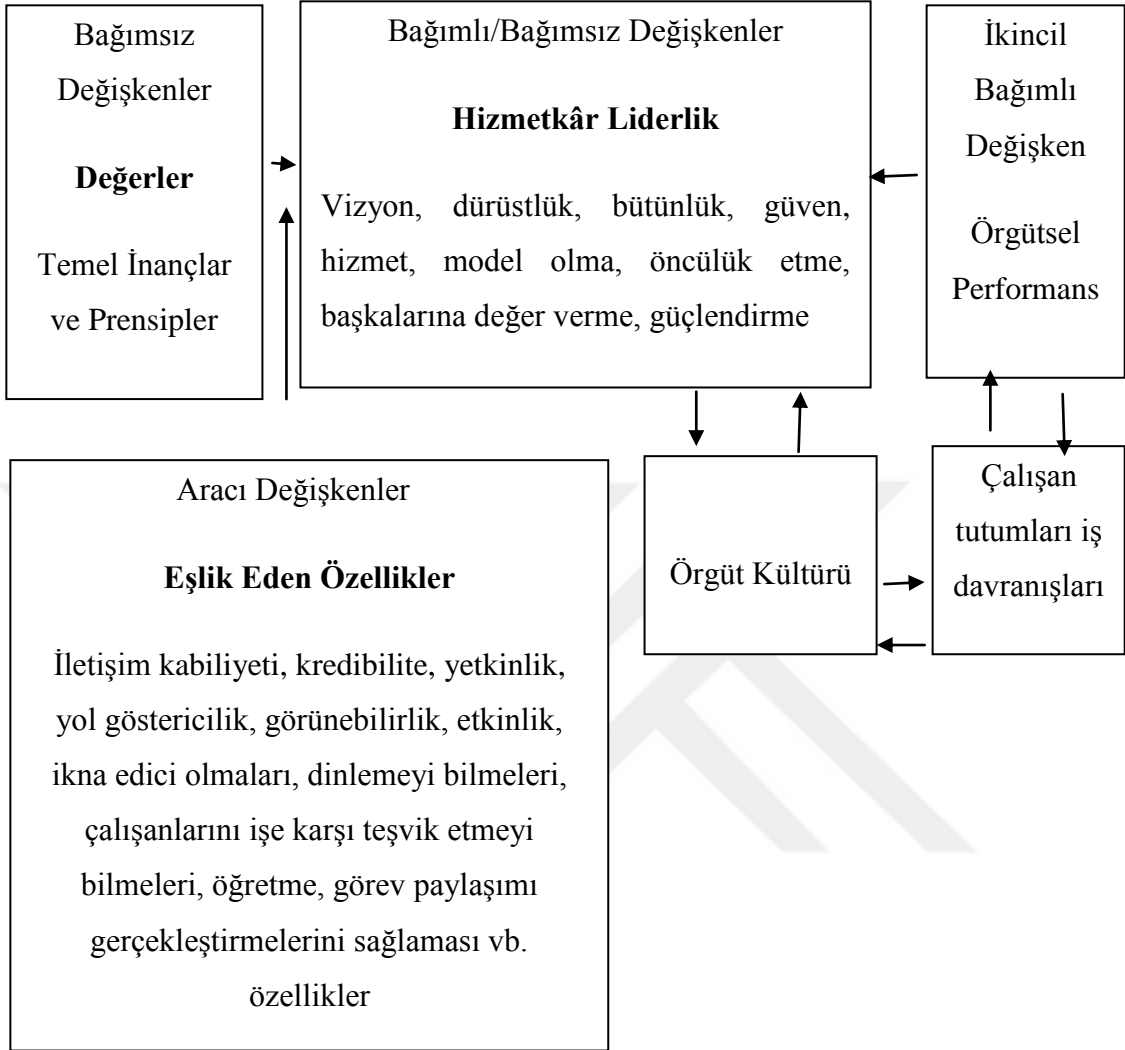 Bağımsız
Değişkenler
Değerler
Temel İnançlar
ve Prensipler
Bağımlı/Bağımsız Değişkenler
Hizmetkâr Liderlik
Vizyon, dürüstlük, bütünlük, güven,
hizmet, model olma, öncülük etme,
başkalarına değer verme, güçlendirme
İkincil
Bağımlı
Değişken
Örgütsel
Performans
Aracı Değişkenler
Eşlik Eden Özellikler
İletişim kabiliyeti, kredibilite, yetkinlik,
yol göstericilik, görünebilirlik, etkinlik,
ikna edici olmaları, dinlemeyi bilmeleri,
çalışanlarını işe karşı teşvik etmeyi
bilmeleri, öğretme, görev paylaşımı
gerçekleştirmelerini sağlaması vb.
özellikler
Örgüt Kültürü
Çalışan
tutumları iş
davranışları